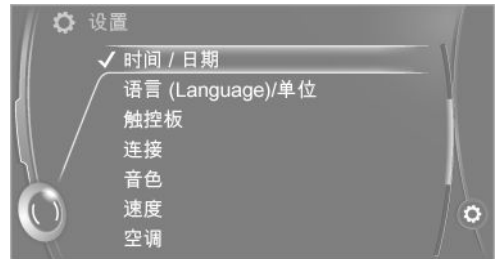 设置
时间 / 日期
语言 (Language)/单位
触控板
连接
音色
速度
空调